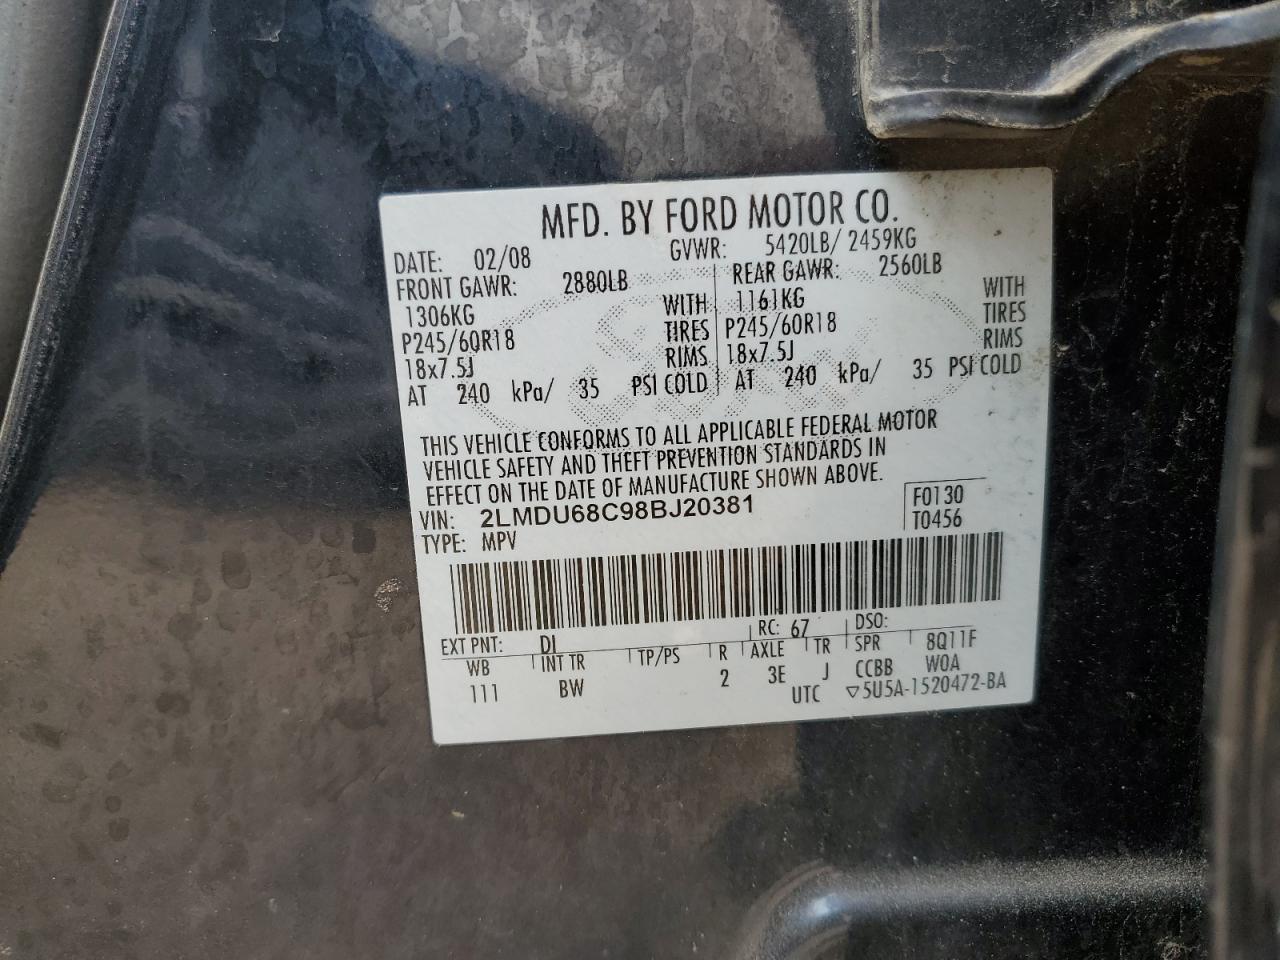 MFD. BY FORD MOTOR CO.
DATE: 02/08 GVWR: 5420LB/ 2459KG
FRONT GAWR: 2880LB REAR GAWR: 2560LB
1306KG WITH 1161KG WITH
P245/60R18 TIRES P245/60R18 TIRES
18x7.5J RIMS 18x7.5J RIMS
AT 240 kPa/ 35 PSI COLD AT 240 kPa/ 35 PSI COLD
THIS VEHICLE CONFORMS TO ALL APPLICABLE FEDERAL MOTOR
VEHICLE SAFETY AND THEFT PREVENTION STANDARDS IN
EFFECT ON THE DATE OF MANUFACTURE SHOWN ABOVE.
VIN: 2LMDU68C98BJ20381 F0130
TYPE: MPV T0456
EXT PNT: DI RC: 67 DSO:
WB INT TR TP/PS R AXLE TR SPR 8Q11F
111 BW 2 3E J CCBB WOA
UTC ▽5U5A-1520472-BA